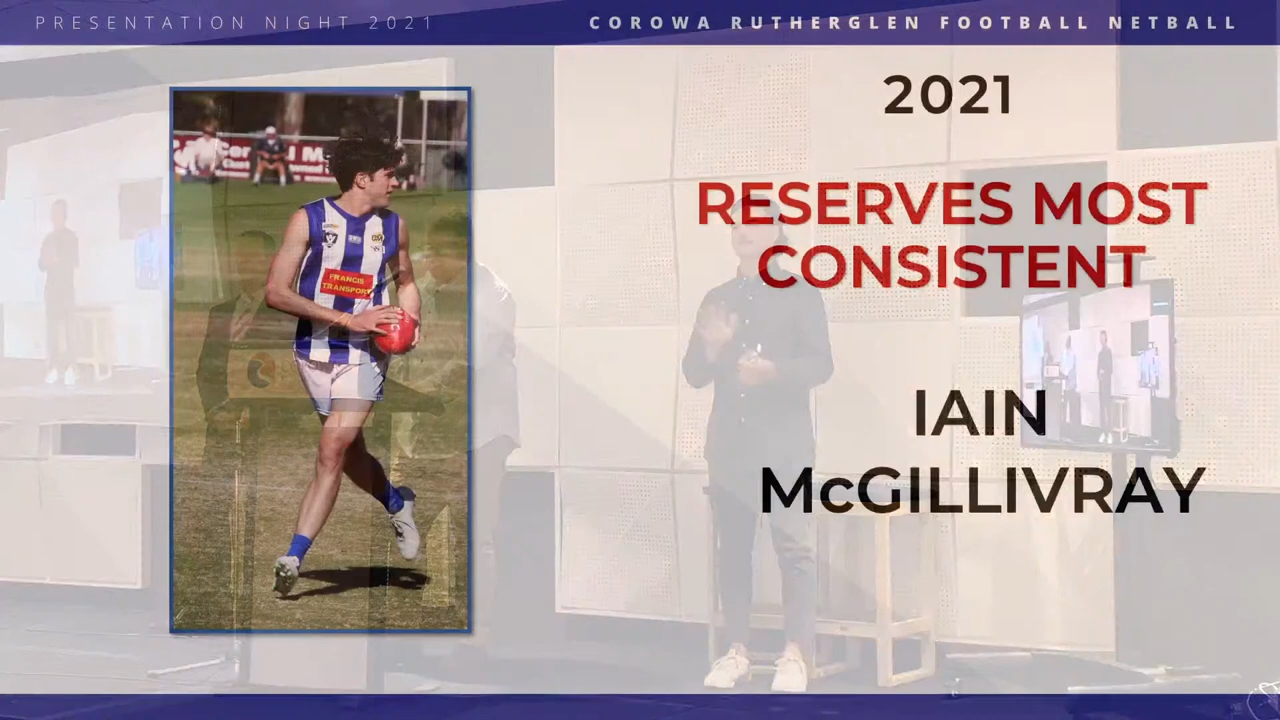 PRESENTATION NIGHT 2021
COROWA RUTHERGLEN FOOTBALL NETBALL
2021
RESERVES MOST
CONSISTENT
IAIN
McGILLIVRAY
FRANCIS
TRANSPORT